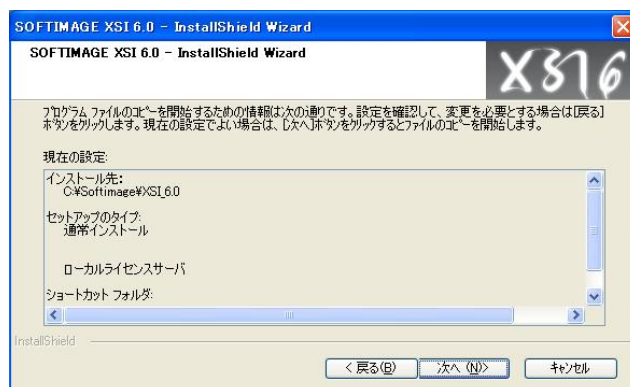 SOFTIMAGE XSI 6.0 - InstallShield Wizard
SOFTIMAGE XSI 6.0 - InstallShield Wizard
XSI6
プログラム ファイルのコピーを開始するための情報は次の通りです。設定を確認して、変更を必要とする場合は[戻る]
ボタンをクリックします。現在の設定でよい場合は、[次へ]ボタンをクリックするとファイルのコピーを開始します。
現在の設定:
インストール先:
C:¥Softimage¥XSI_6.0
セットアップのタイプ:
通常インストール
ローカルライセンスサーバ
ショートカット フォルダ:
InstallShield
< 戻る(B)
次へ (N)>
キャンセル